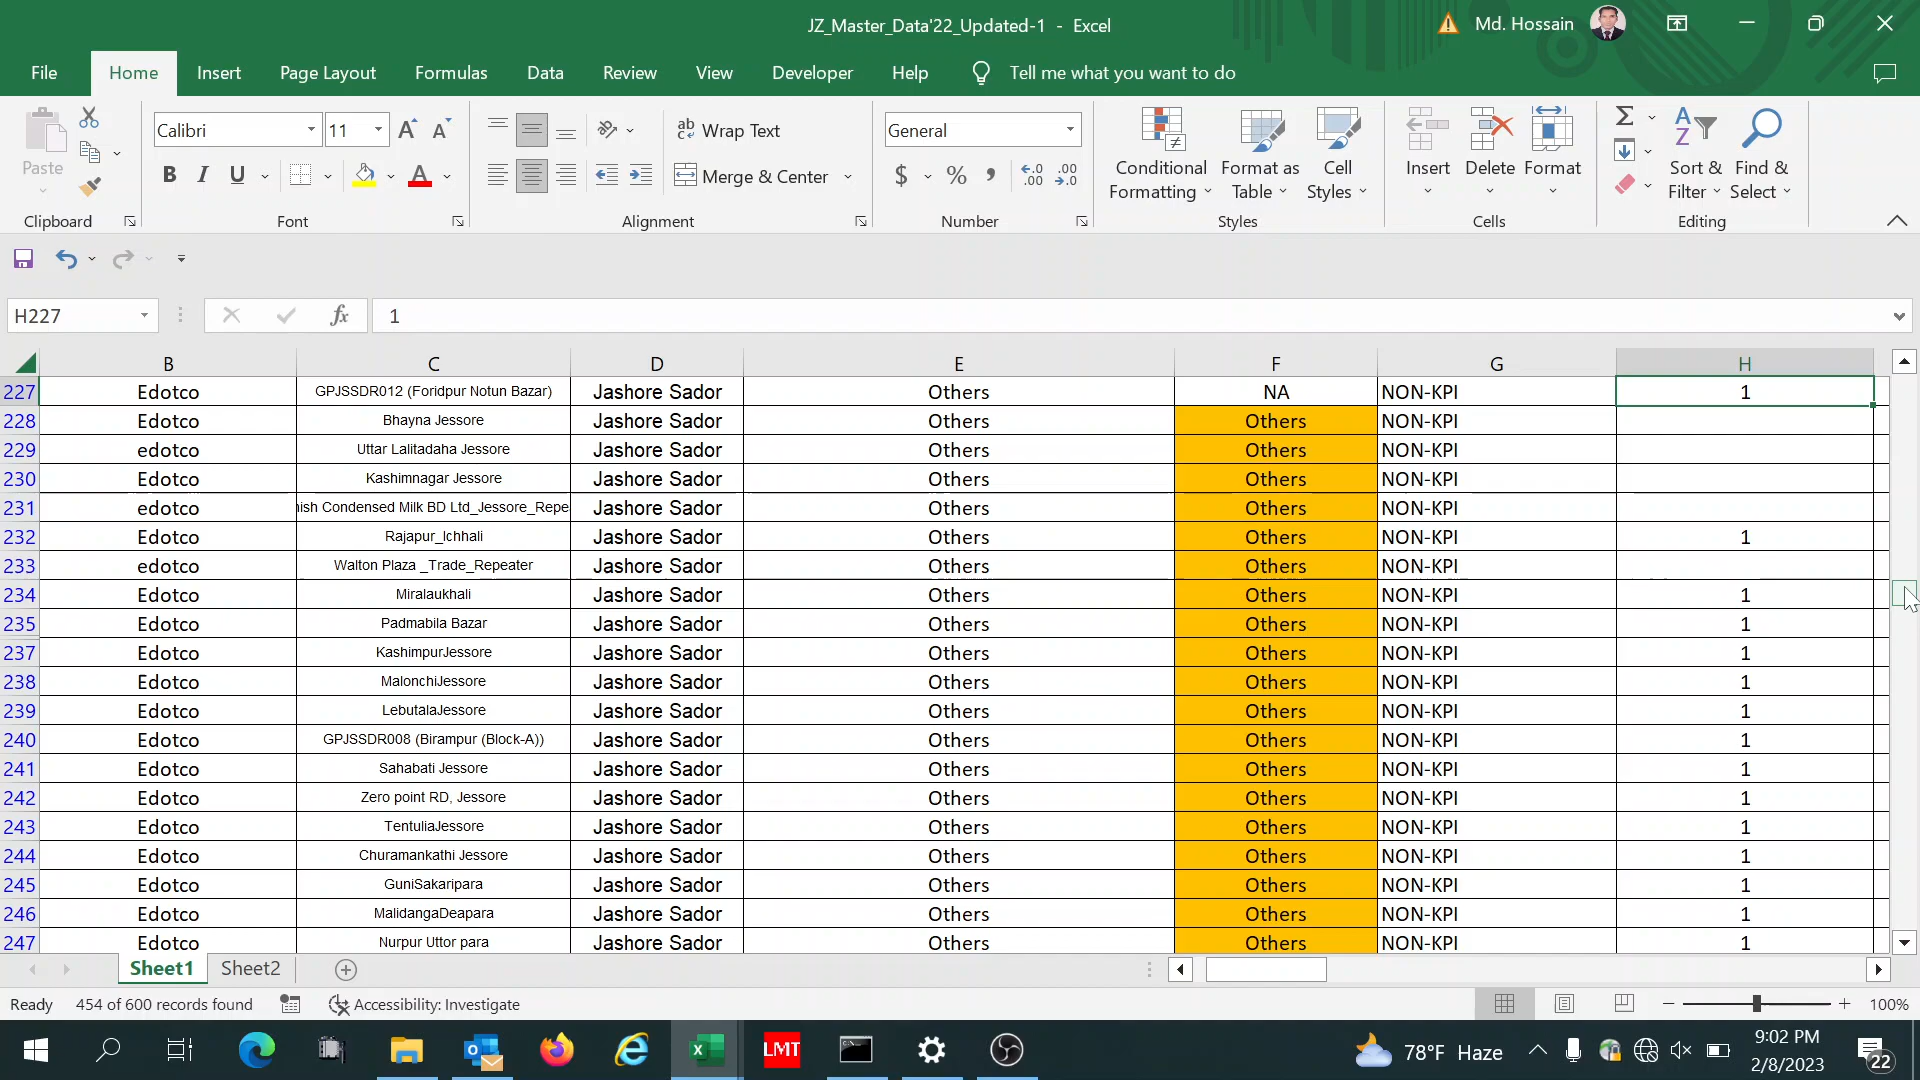 JZ_Master_Data'22_Updated-1 - Excel
Md. Hossain
File Home Insert Page Layout Formulas Data Review View Developer Help Tell me what you want to do
Paste
Clipboard
Calibri 11
B I U
Font
Wrap Text
Merge & Center
Alignment
General
$ % ,
Number
Conditional Formatting
Format as Table
Cell Styles
Styles
Insert Delete Format
Cells
Sort & Filter
Find & Select
Editing
H227 fx 1
B C D E F G H
227 Edotco GPJSSDR012 (Foridpur Notun Bazar) Jashore Sador Others NA NON-KPI 1
228 Edotco Bhayna Jessore Jashore Sador Others Others NON-KPI
229 edotco Uttar Lalitadaha Jessore Jashore Sador Others Others NON-KPI
230 Edotco Kashimnagar Jessore Jashore Sador Others Others NON-KPI
231 edotco ish Condensed Milk BD Ltd_Jessore_Repe Jashore Sador Others Others NON-KPI
232 Edotco Rajapur_Ichhali Jashore Sador Others Others NON-KPI 1
233 edotco Walton Plaza _Trade_Repeater Jashore Sador Others Others NON-KPI
234 Edotco Miralaukhali Jashore Sador Others Others NON-KPI 1
235 Edotco Padmabila Bazar Jashore Sador Others Others NON-KPI 1
237 Edotco KashimpurJessore Jashore Sador Others Others NON-KPI 1
238 Edotco MalonchiJessore Jashore Sador Others Others NON-KPI 1
239 Edotco LebutalaJessore Jashore Sador Others Others NON-KPI 1
240 Edotco GPJSSDR008 (Birampur (Block-A)) Jashore Sador Others Others NON-KPI 1
241 Edotco Sahabati Jessore Jashore Sador Others Others NON-KPI 1
242 Edotco Zero point RD, Jessore Jashore Sador Others Others NON-KPI 1
243 Edotco TentuliaJessore Jashore Sador Others Others NON-KPI 1
244 Edotco Churamankathi Jessore Jashore Sador Others Others NON-KPI 1
245 Edotco GuniSakaripara Jashore Sador Others Others NON-KPI 1
246 Edotco MalidangaDeapara Jashore Sador Others Others NON-KPI 1
247 Edotco Nurpur Uttor para Jashore Sador Others Others NON-KPI 1
Sheet1 Sheet2
Ready 454 of 600 records found Accessibility: Investigate 100%
LMT
78°F Haze
9:02 PM
2/8/2023
22